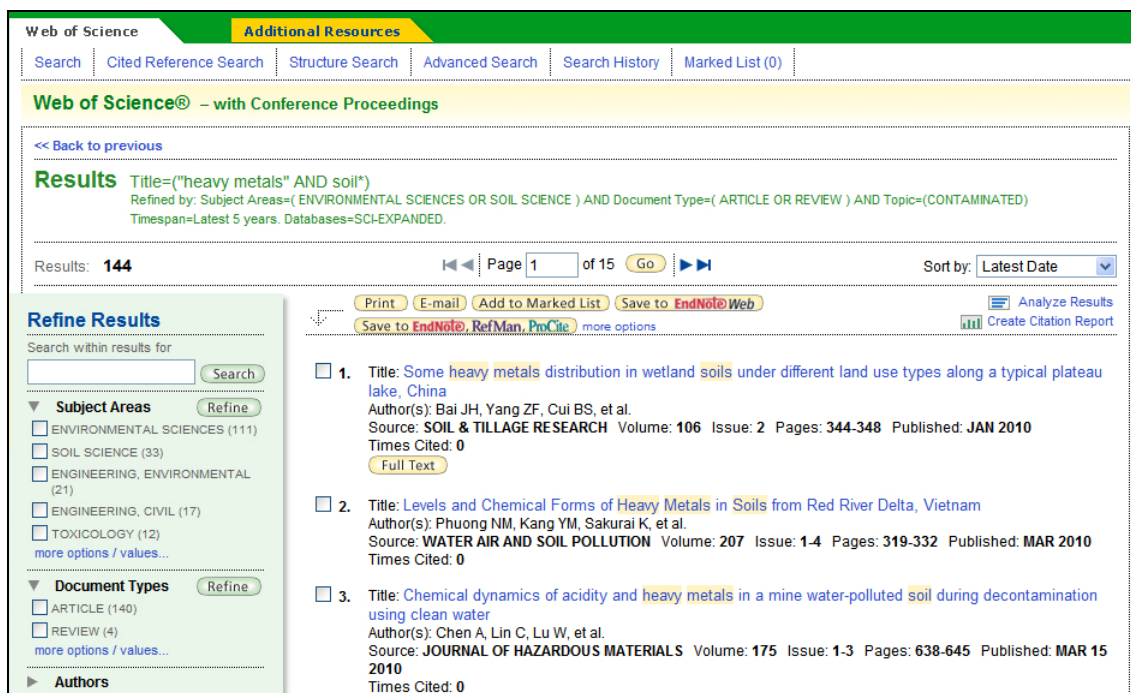 Web of Science
Additional Resources
Search
Cited Reference Search
Structure Search
Advanced Search
Search History
Marked List (0)
Web of Science® – with Conference Proceedings
<< Back to previous
Results Title=("heavy metals" AND soil*)
Refined by: Subject Areas=( ENVIRONMENTAL SCIENCES OR SOIL SCIENCE ) AND Document Type=( ARTICLE OR REVIEW ) AND Topic=(CONTAMINATED)
Timespan=Latest 5 years. Databases=SCI-EXPANDED.
Results: 144
Page 1 of 15 Go
Sort by: Latest Date
Refine Results
Search within results for
Search
Subject Areas Refine
ENVIRONMENTAL SCIENCES (111)
SOIL SCIENCE (33)
ENGINEERING, ENVIRONMENTAL
(21)
ENGINEERING, CIVIL (17)
TOXICOLOGY (12)
more options / values...
Document Types Refine
ARTICLE (140)
REVIEW (4)
more options / values...
Authors
Print E-mail Add to Marked List Save to EndNote Web
Save to EndNote, RefMan, ProCite more options
Analyze Results
Create Citation Report
1. Title: Some heavy metals distribution in wetland soils under different land use types along a typical plateau
lake, China
Author(s): Bai JH, Yang ZF, Cui BS, et al.
Source: SOIL & TILLAGE RESEARCH Volume: 106 Issue: 2 Pages: 344-348 Published: JAN 2010
Times Cited: 0
Full Text
2. Title: Levels and Chemical Forms of Heavy Metals in Soils from Red River Delta, Vietnam
Author(s): Phuong NM, Kang YM, Sakurai K, et al.
Source: WATER AIR AND SOIL POLLUTION Volume: 207 Issue: 1-4 Pages: 319-332 Published: MAR 2010
Times Cited: 0
3. Title: Chemical dynamics of acidity and heavy metals in a mine water-polluted soil during decontamination
using clean water
Author(s): Chen A, Lin C, Lu W, et al.
Source: JOURNAL OF HAZARDOUS MATERIALS Volume: 175 Issue: 1-3 Pages: 638-645 Published: MAR 15
2010
Times Cited: 0